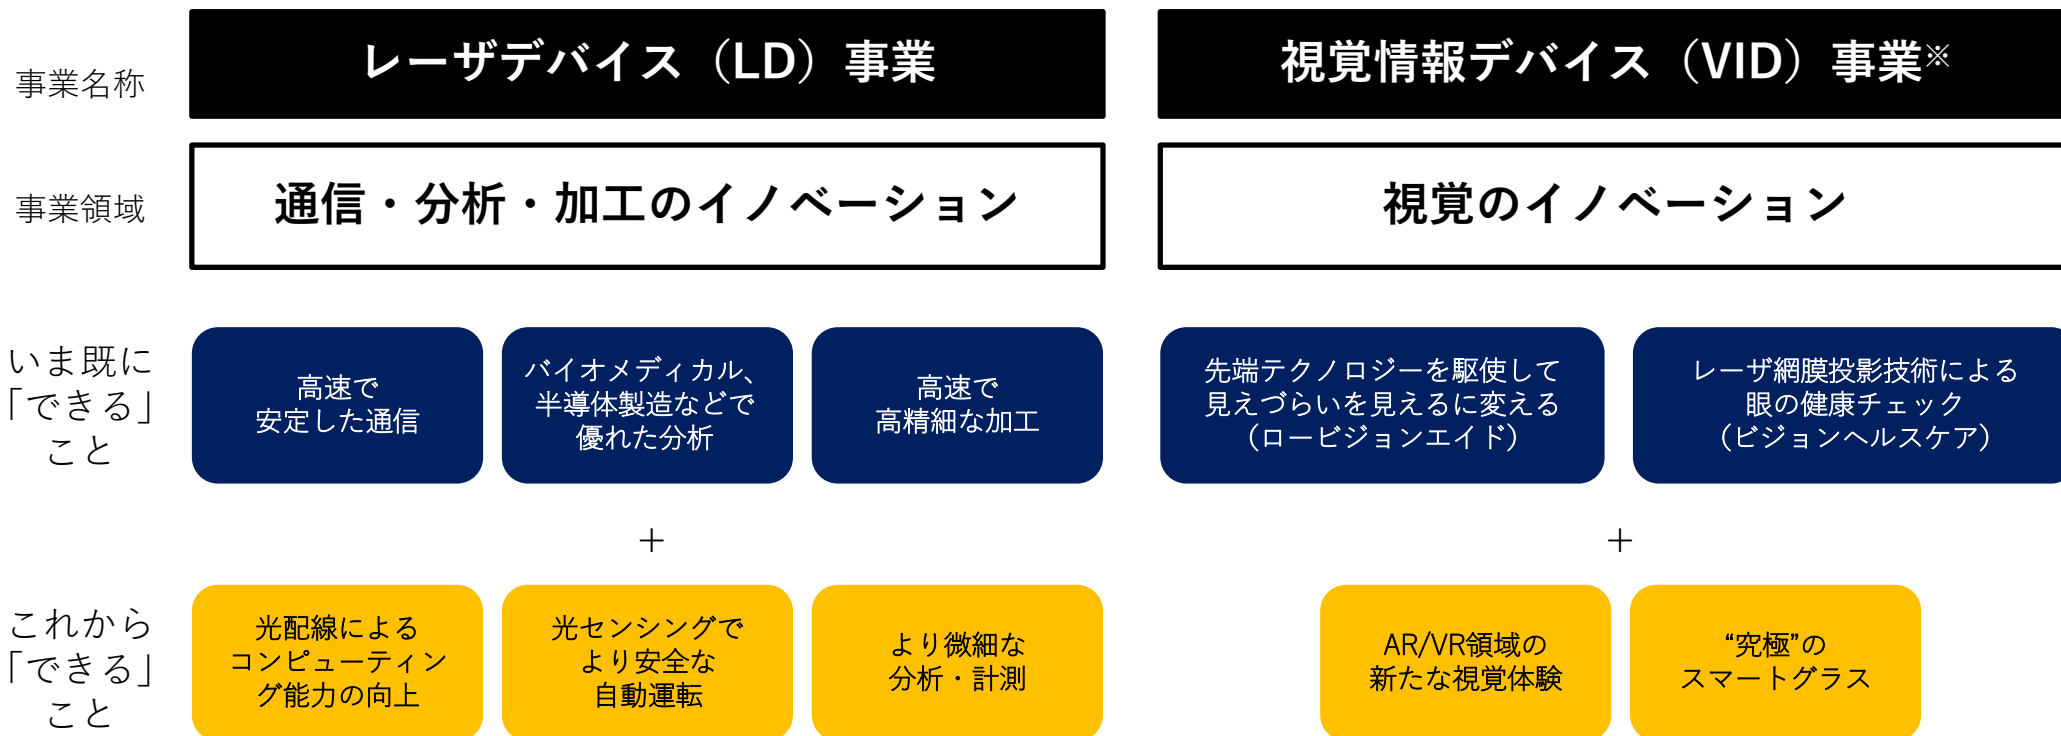 事業名称
レーザデバイス（LD）事業
視覚情報デバイス（VID）事業※
事業領域
通信・分析・加工のイノベーション
視覚のイノベーション
いま既に
「できる」
こと
高速で
安定した通信
バイオメディカル、
半導体製造などで
優れた分析
高速で
高精細な加工
先端テクノロジーを駆使して
見えづらいを見えるに変える
（ロービジョンエイド）
レーザ網膜投影技術による
眼の健康チェック
（ビジョンヘルスケア）
＋
＋
これから
「できる」
こと
光配線による
コンピューティン
グ能力の向上
光センシングで
より安全な
自動運転
より微細な
分析・計測
AR/VR領域の
新たな視覚体験
“究極”の
スマートグラス